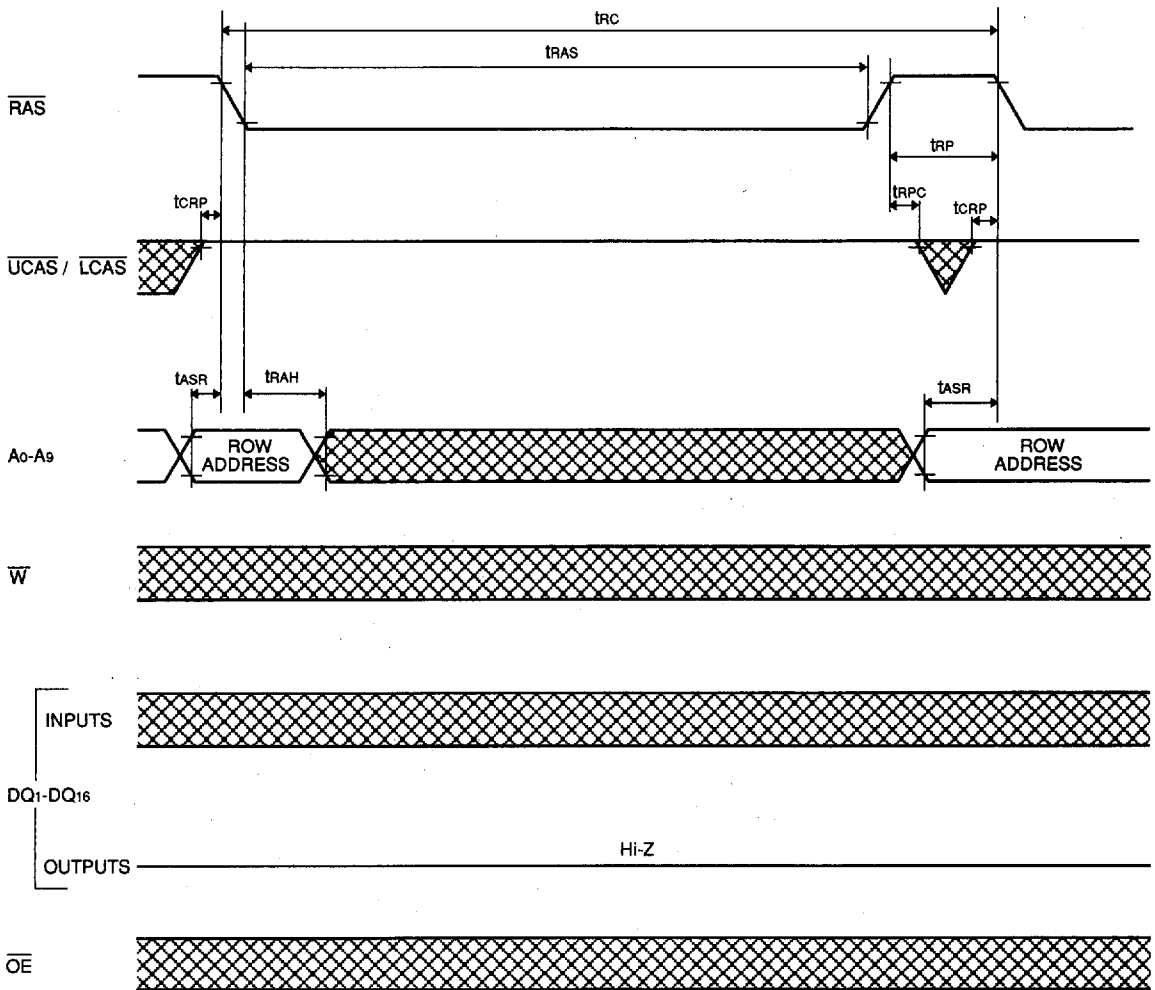 tRC
tRAS
RAS
tRP
tCRP
tRPC
tCRP
UCAS / LCAS
tASR
tRAH
tASR
A0-A9
ROW
ADDRESS
ROW
ADDRESS
W
INPUTS
DQ1-DQ16
Hi-Z
OUTPUTS
OE